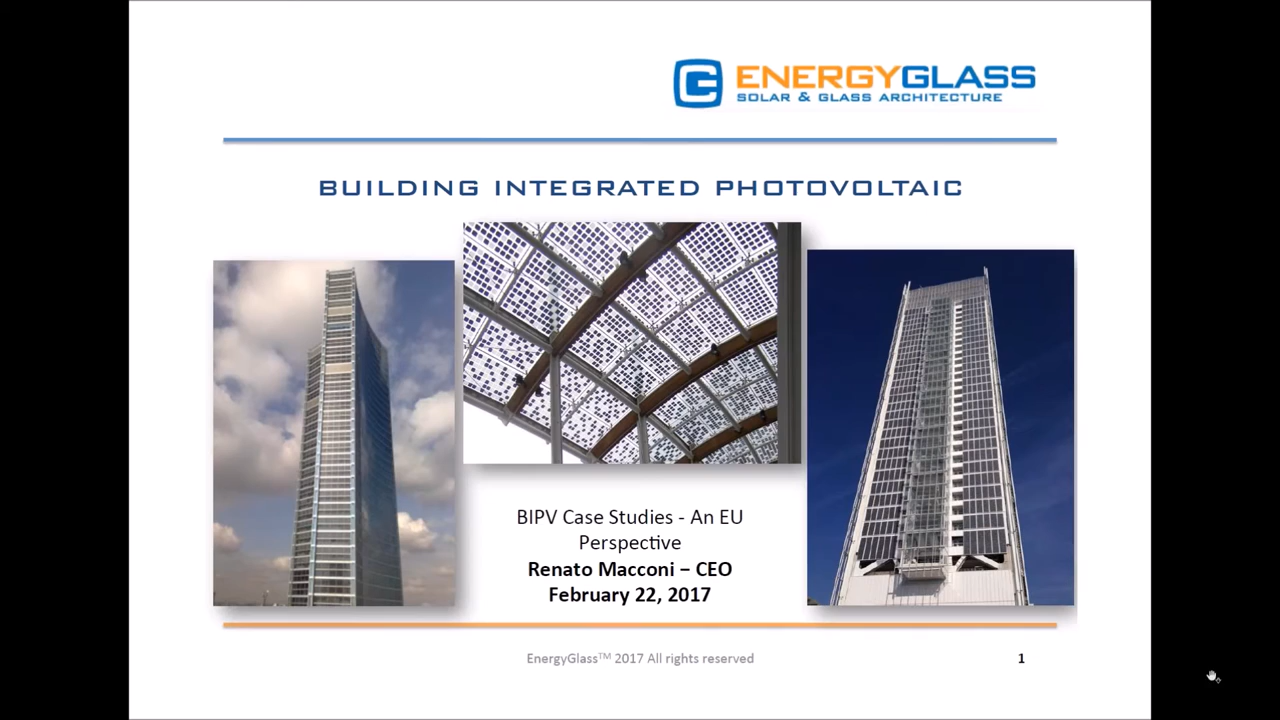 ENERGYGLASS
SOLAR & GLASS ARCHITECTURE
BUILDING INTEGRATED PHOTOVOLTAIC
BIPV Case Studies - An EU
Perspective
Renato Macconi – CEO
February 22, 2017
EnergyGlass™ 2017 All rights reserved
1